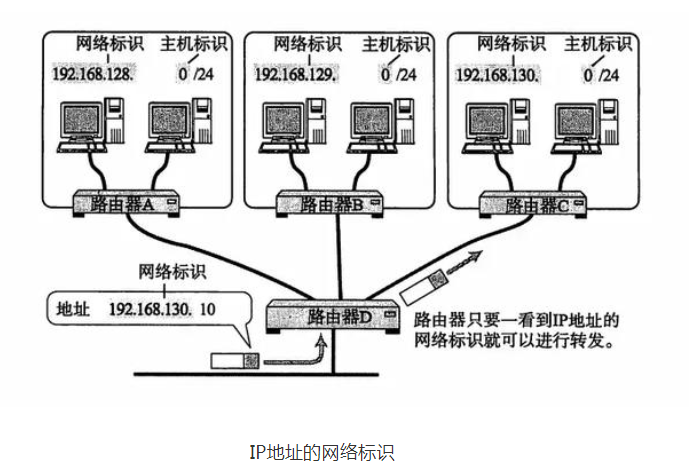 网络标识 主机标识
192.168.128. 0 /24
网络标识 主机标识
192.168.129. 0 /24
网络标识 主机标识
192.168.130. 0 /24
路由器A
路由器B
路由器C
网络标识
地址 192.168.130. 10
路由器D
路由器只要一看到IP地址的
网络标识就可以进行转发。
IP地址的网络标识